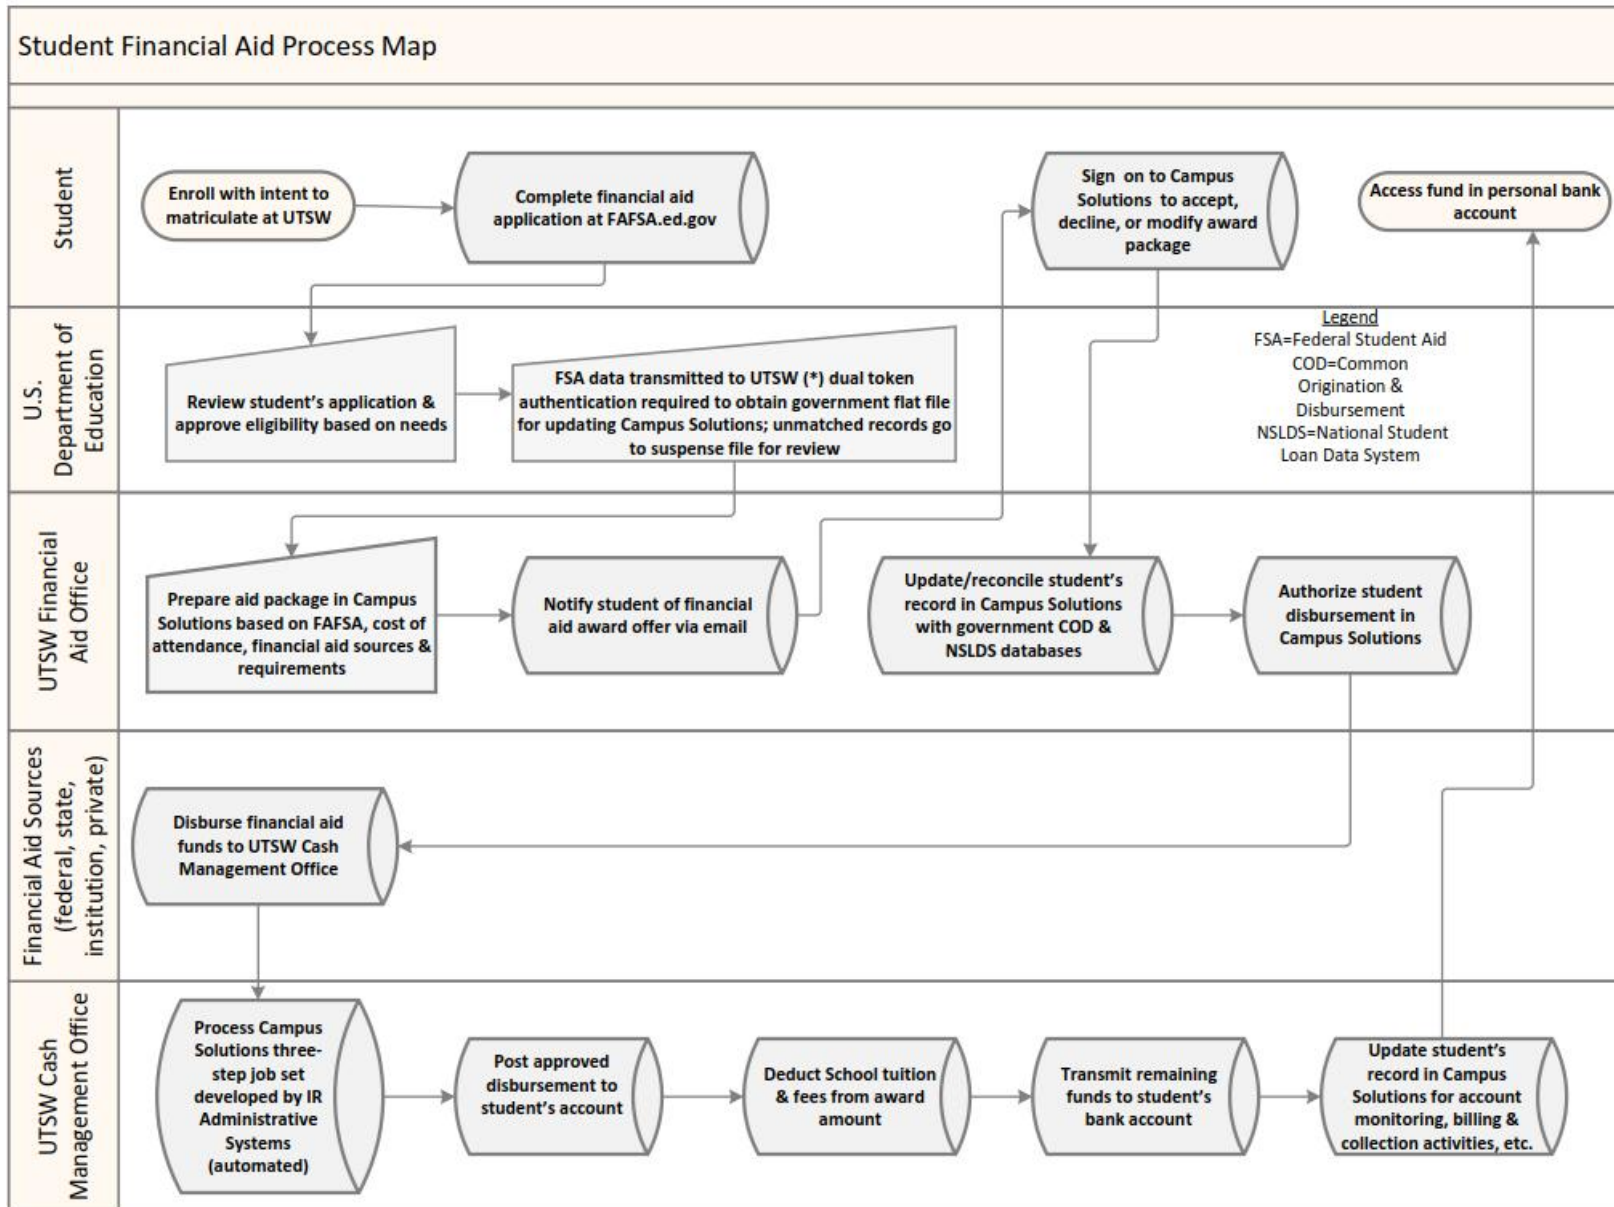 Student Financial Aid Process Map
Student
Enroll with intent to
matriculate at UTSW
Complete financial aid
application at FAFSA.ed.gov
Sign on to Campus
Solutions to accept,
decline, or modify award
package
Access fund in personal bank
account
U.S.
Department of
Education
Review student's application &
approve eligibility based on needs
FSA data transmitted to UTSW (*) dual token
authentication required to obtain government flat file
for updating Campus Solutions; unmatched records go
to suspense file for review
Legend
FSA=Federal Student Aid
COD=Common
Origination &
Disbursement
NSLDS=National Student
Loan Data System
UTSW Financial
Aid Office
Prepare aid package in Campus
Solutions based on FAFSA, cost of
attendance, financial aid sources &
requirements
Notify student of financial
aid award offer via email
Update/reconcile student's
record in Campus Solutions
with government COD &
NSLDS databases
Authorize student
disbursement in
Campus Solutions
Financial Aid Sources
(federal, state,
institution, private)
Disburse financial aid
funds to UTSW Cash
Management Office
UTSW Cash
Management Office
Process Campus
Solutions three-
step job set
developed by IR
Administrative
Systems
(automated)
Post approved
disbursement to
student's account
Deduct School tuition
& fees from award
amount
Transmit remaining
funds to student's
bank account
Update student's
record in Campus
Solutions for account
monitoring, billing &
collection activities, etc.